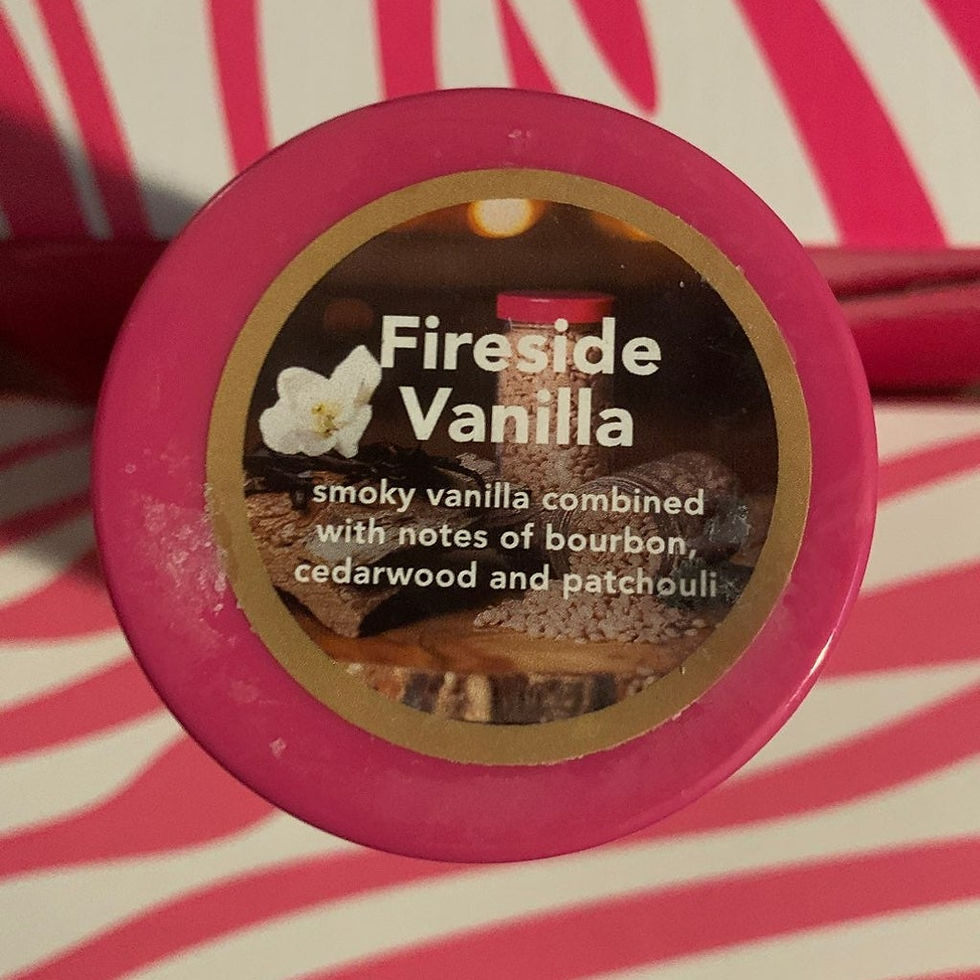 Fireside
Vanilla
smoky vanilla combined
with notes of bourbon,
cedarwood and patchouli